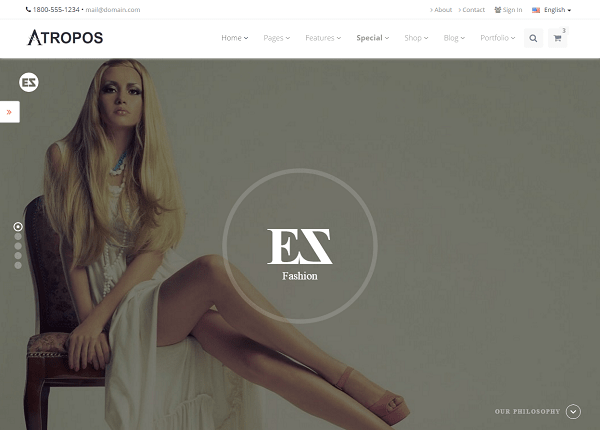 1800-555-1234 • mail@domain.com
About Contact Sign In English
ATROPOS
Home Pages Features Special Shop Blog Portfolio 3
EZ
EZ
Fashion
OUR PHILOSOPHY